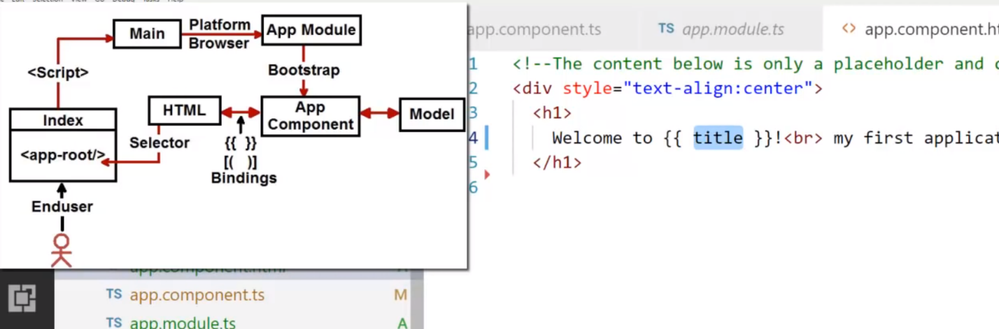 Main
Platform
Browser
App Module
<Script>
Bootstrap
Index
HTML
App
Component
Model
Selector
{{ }}
<app-root/>
[( )]
Bindings
Enduser
app.component.ts
TS app.module.ts
<> app.component.ht
1 <!--The content below is only a placeholder and
2 <div style="text-align:center">
3 <h1>
4 Welcome to {{ title }}!<br> my first applicat
5 </h1>
6
app.component.html
TS app.component.ts M
TS app.module.ts A